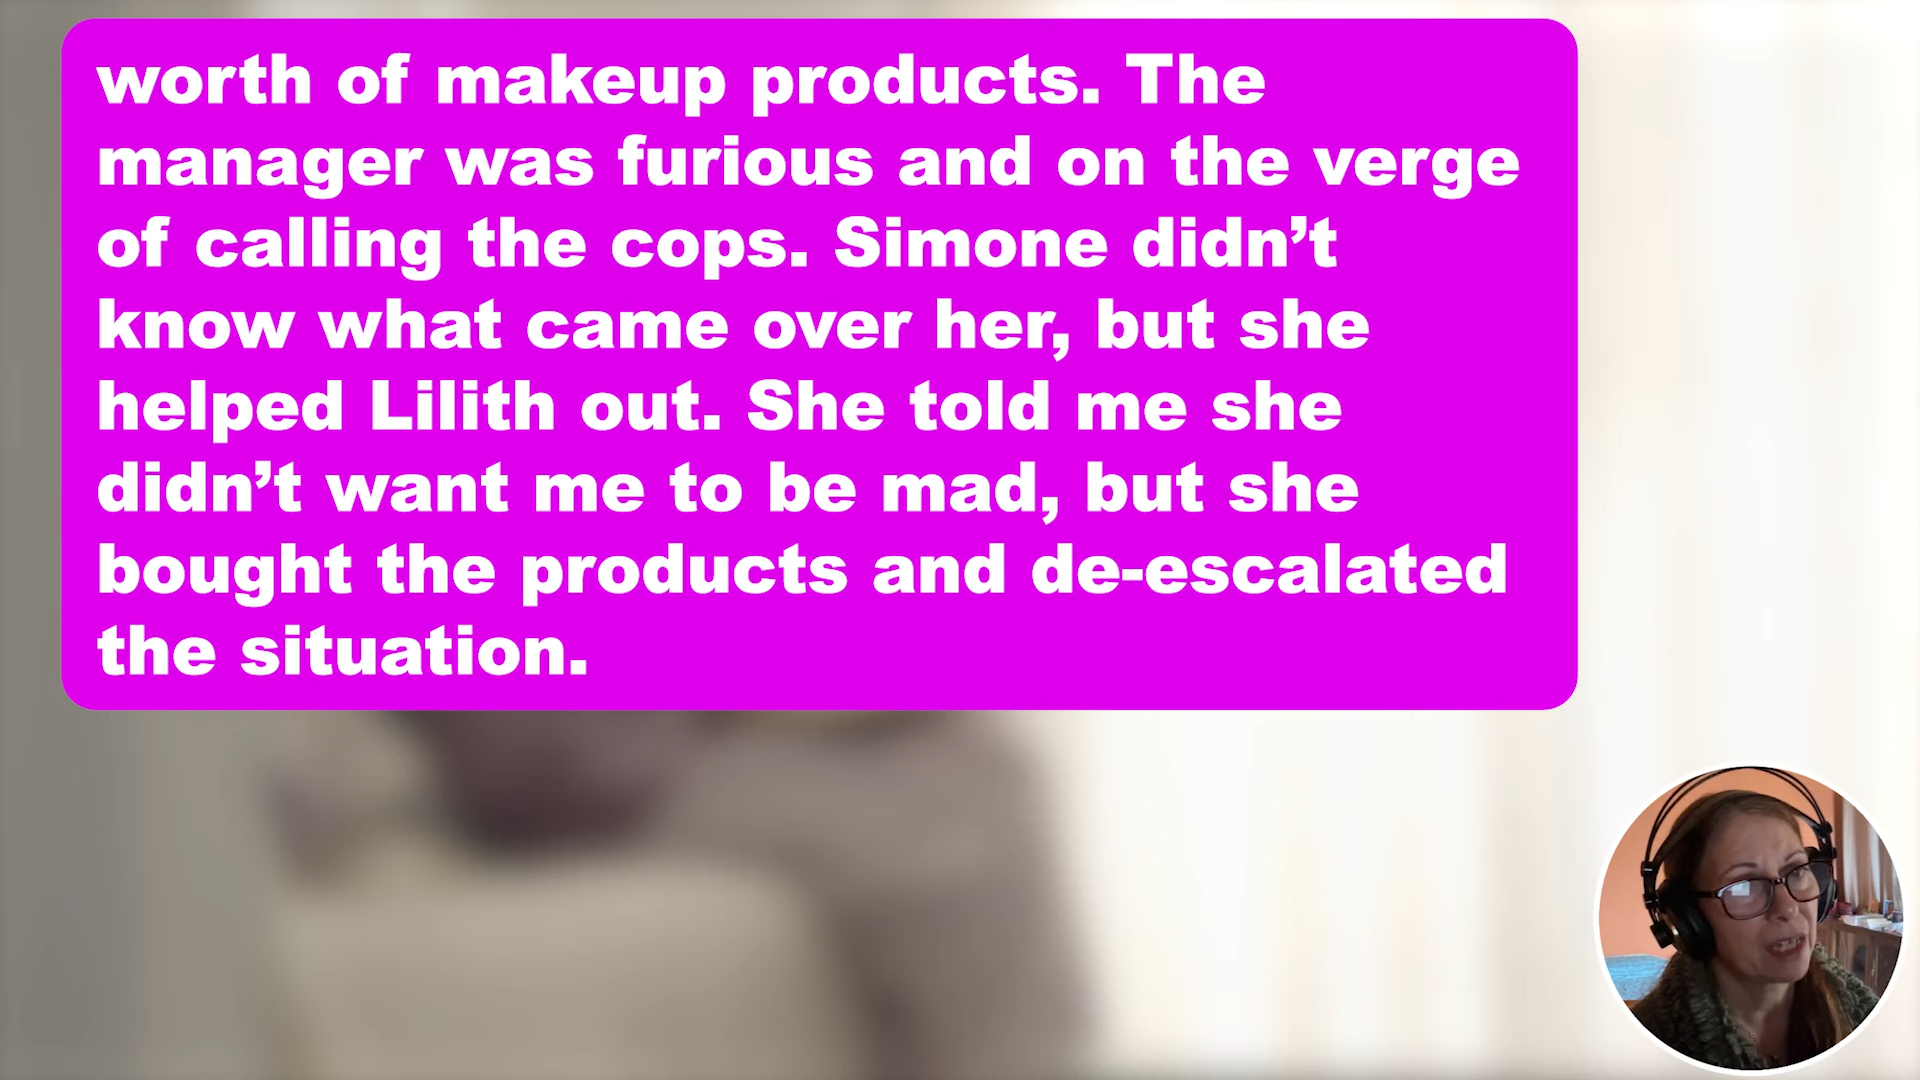 worth of makeup products. The
manager was furious and on the verge
of calling the cops. Simone didn’t
know what came over her, but she
helped Lilith out. She told me she
didn’t want me to be mad, but she
bought the products and de-escalated
the situation.